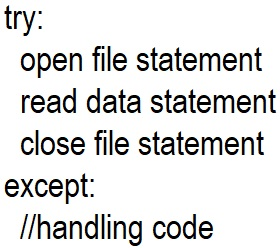 try:
open file statement
read data statement
close file statement
except:
//handling code